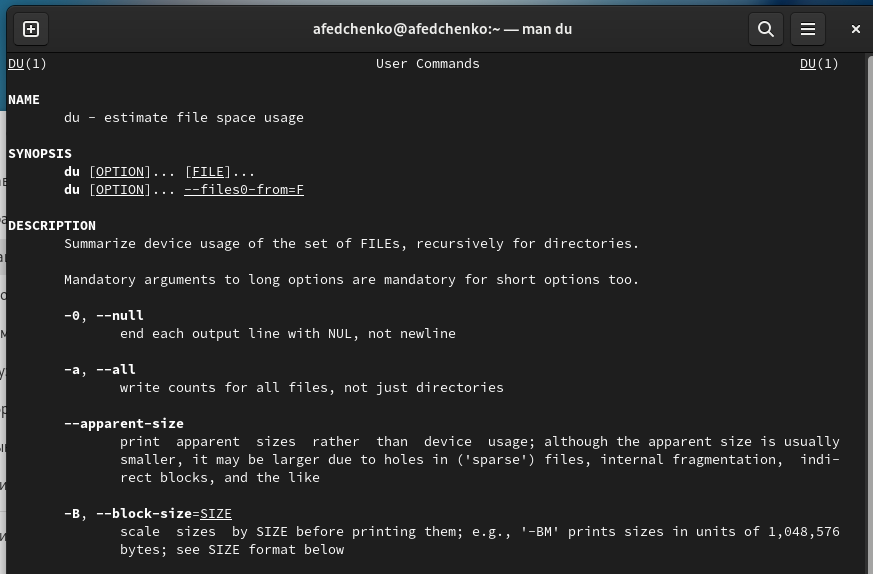 afedchenko@afedchenko:~ — man du
DU(1) User Commands DU(1)
NAME
du - estimate file space usage
SYNOPSIS
du [OPTION]... [FILE]...
du [OPTION]... --files0-from=F
DESCRIPTION
Summarize device usage of the set of FILEs, recursively for directories.
Mandatory arguments to long options are mandatory for short options too.
-0, --null
end each output line with NUL, not newline
-a, --all
write counts for all files, not just directories
--apparent-size
print apparent sizes rather than device usage; although the apparent size is usually
smaller, it may be larger due to holes in ('sparse') files, internal fragmentation, indi-
rect blocks, and the like
-B, --block-size=SIZE
scale sizes by SIZE before printing them; e.g., '-BM' prints sizes in units of 1,048,576
bytes; see SIZE format below